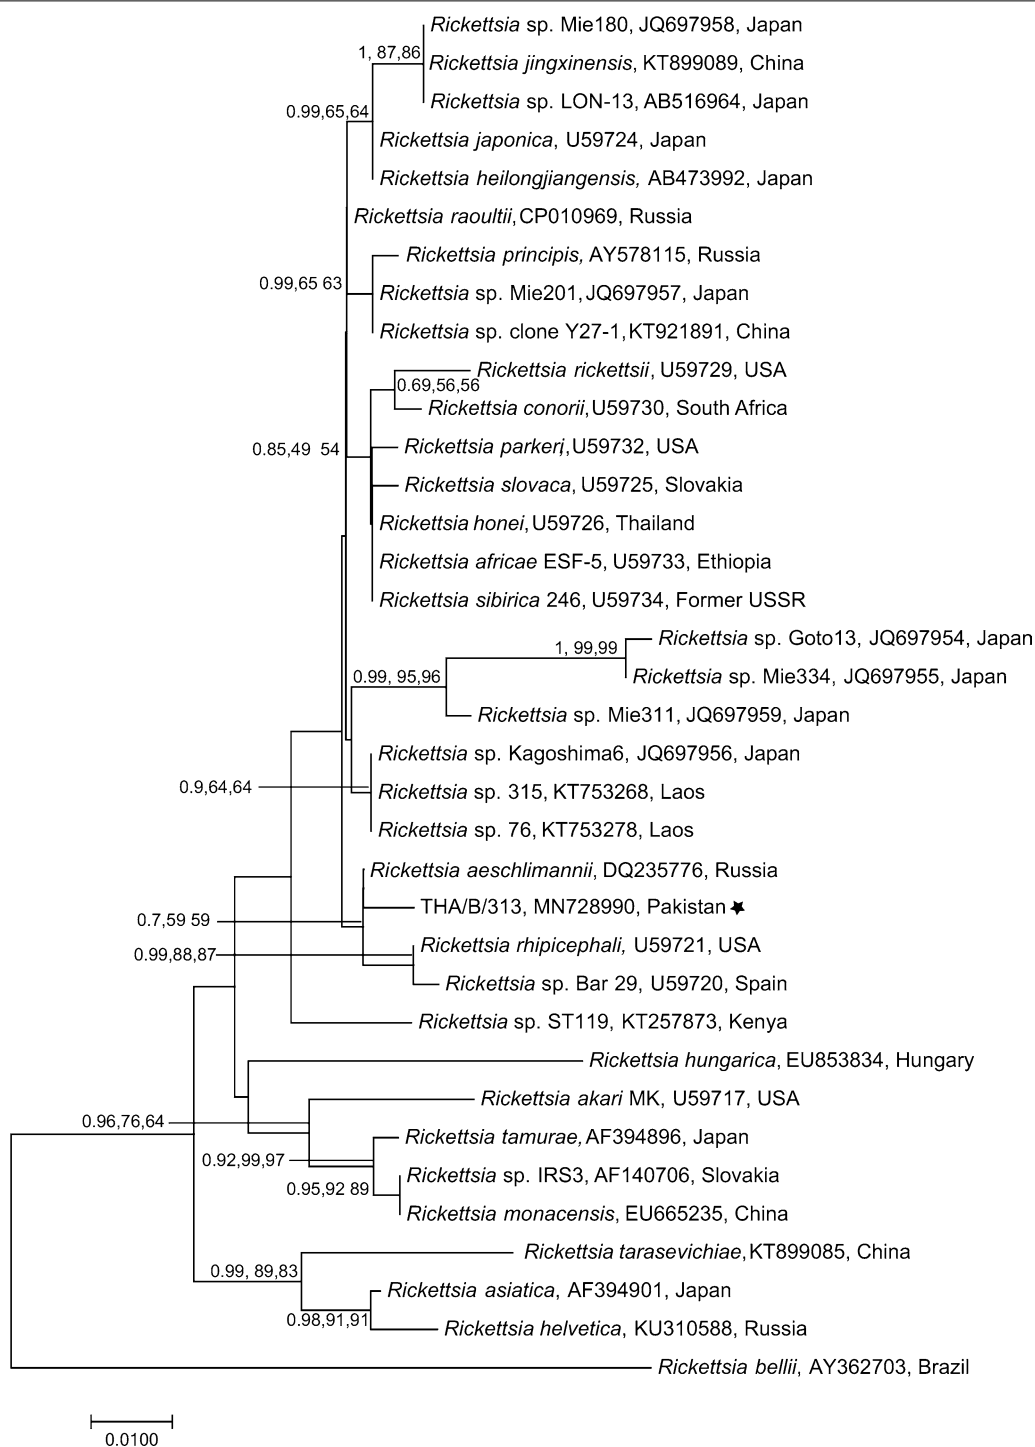 Rickettsia sp. Mie180, JQ697958, Japan
1, 87,86
Rickettsia jingxinensis, KT899089, China
Rickettsia sp. LON-13, AB516964, Japan
0.99,65,64
Rickettsia japonica, U59724, Japan
Rickettsia heilongjiangensis, AB473992, Japan
Rickettsia raoultii, CP010969, Russia
Rickettsia principis, AY578115, Russia
0.99,65 63
Rickettsia sp. Mie201, JQ697957, Japan
Rickettsia sp. clone Y27-1, KT921891, China
Rickettsia rickettsii, U59729, USA
0.69,56,56
Rickettsia conorii, U59730, South Africa
0.85,49 54
Rickettsia parkeri, U59732, USA
Rickettsia slovaca, U59725, Slovakia
Rickettsia honei, U59726, Thailand
Rickettsia africae ESF-5, U59733, Ethiopia
Rickettsia sibirica 246, U59734, Former USSR
Rickettsia sp. Goto13, JQ697954, Japan
1, 99,99
0.99, 95,96
Rickettsia sp. Mie334, JQ697955, Japan
Rickettsia sp. Mie311, JQ697959, Japan
Rickettsia sp. Kagoshima6, JQ697956, Japan
0.9,64,64
Rickettsia sp. 315, KT753268, Laos
Rickettsia sp. 76, KT753278, Laos
Rickettsia aeschlimannii, DQ235776, Russia
THA/B/313, MN728990, Pakistan
0.7,59 59
Rickettsia rhipicephali, U59721, USA
0.99,88,87
Rickettsia sp. Bar 29, U59720, Spain
Rickettsia sp. ST119, KT257873, Kenya
Rickettsia hungarica, EU853834, Hungary
Rickettsia akari MK, U59717, USA
0.96,76,64
Rickettsia tamurae, AF394896, Japan
0.92,99,97
Rickettsia sp. IRS3, AF140706, Slovakia
0.95,92 89
Rickettsia monacensis, EU665235, China
Rickettsia tarasevichiae, KT899085, China
0.99, 89,83
Rickettsia asiatica, AF394901, Japan
0.98,91,91
Rickettsia helvetica, KU310588, Russia
Rickettsia bellii, AY362703, Brazil
0.0100